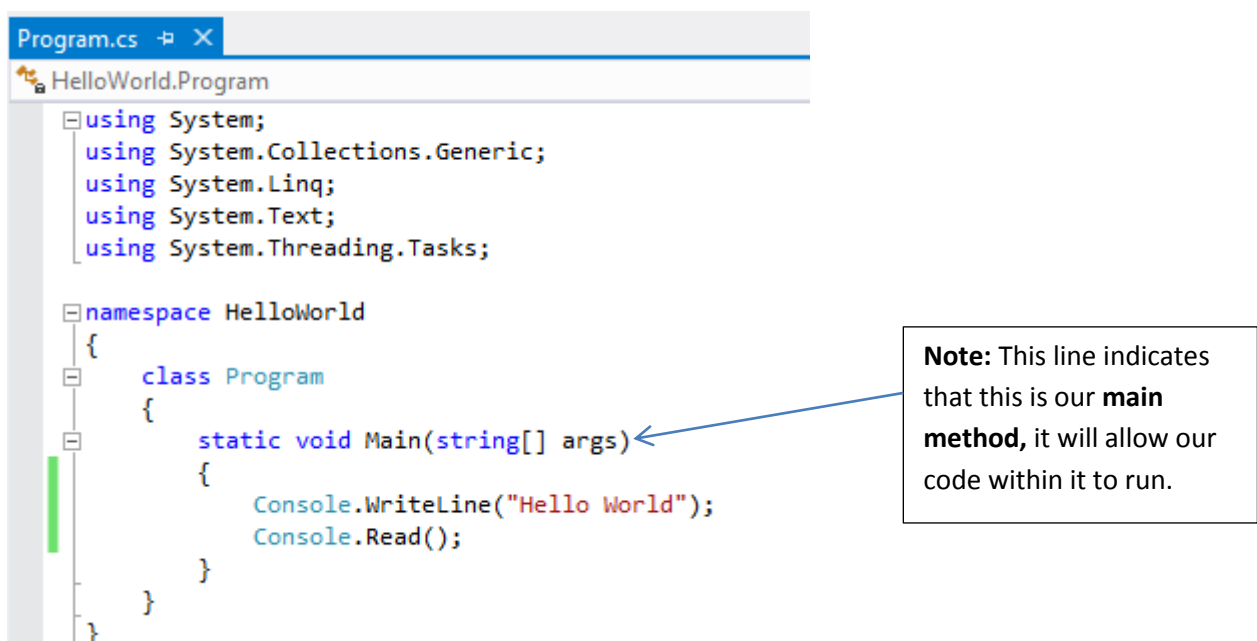 Program.cs
HelloWorld.Program
using System;
using System.Collections.Generic;
using System.Linq;
using System.Text;
using System.Threading.Tasks;
namespace HelloWorld
{
class Program
{
static void Main(string[] args)
{
Console.WriteLine("Hello World");
Console.Read();
}
}
}
Note: This line indicates
that this is our main
method, it will allow our
code within it to run.